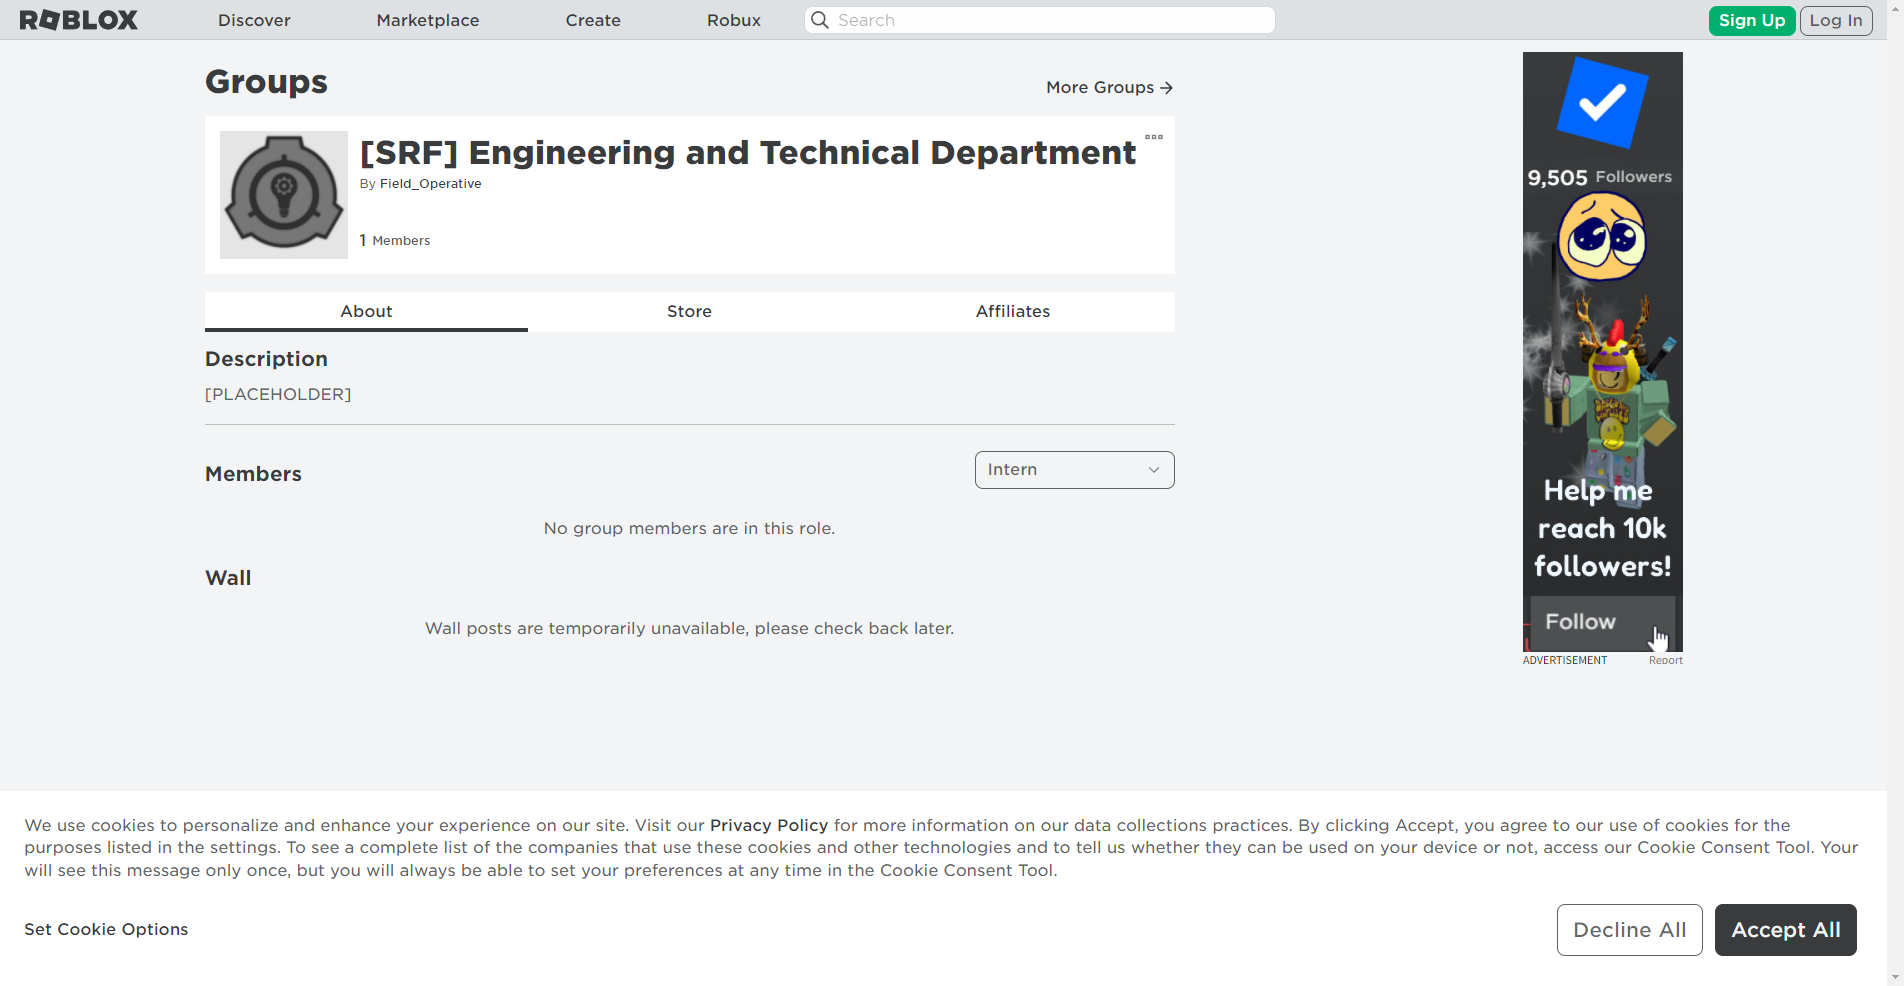 ROBLOX Discover Marketplace Create Robux Search Sign Up Log In
Groups
More Groups
[SRF] Engineering and Technical Department
By Field_Operative
1 Members
About Store Affiliates
Description
[PLACEHOLDER]
Members
Intern
No group members are in this role.
Wall
Wall posts are temporarily unavailable, please check back later.
9,505 Followers
Help me
reach 10k
followers!
Follow
ADVERTISEMENT Report
We use cookies to personalize and enhance your experience on our site. Visit our Privacy Policy for more information on our data collections practices. By clicking Accept, you agree to our use of cookies for the
purposes listed in the settings. To see a complete list of the companies that use these cookies and other technologies and to tell us whether they can be used on your device or not, access our Cookie Consent Tool. Your
will see this message only once, but you will always be able to set your preferences at any time in the Cookie Consent Tool.
Set Cookie Options
Decline All Accept All